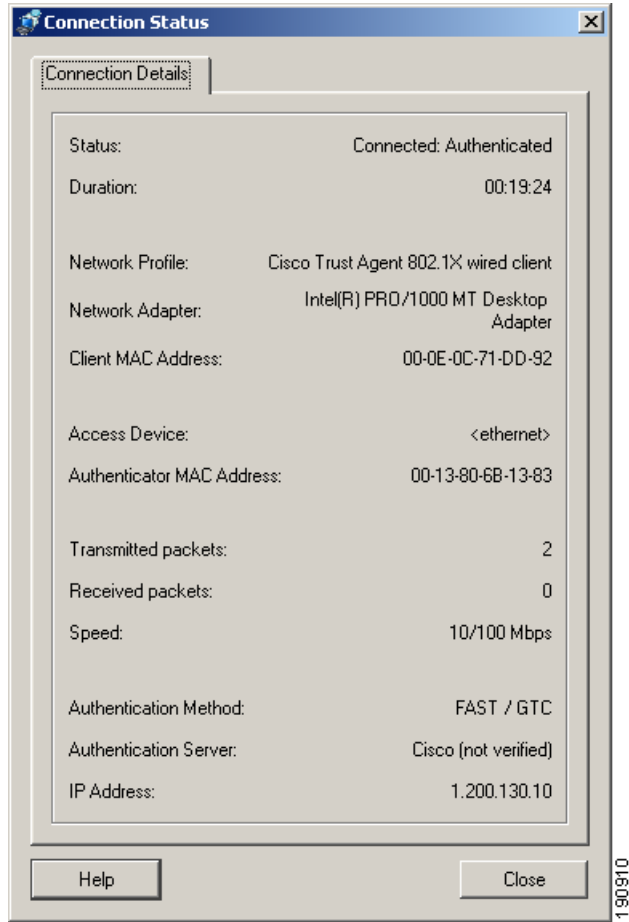 Connection Status
Connection Details
Status: Connected: Authenticated
Duration: 00:19:24
Network Profile: Cisco Trust Agent 802.1X wired client
Network Adapter: Intel(R) PRO/1000 MT Desktop
Adapter
Client MAC Address: 00-0E-0C-71-DD-92
Access Device: <ethernet>
Authenticator MAC Address: 00-13-80-6B-13-83
Transmitted packets: 2
Received packets: 0
Speed: 10/100 Mbps
Authentication Method: FAST / GTC
Authentication Server: Cisco (not verified)
IP Address: 1.200.130.10
Help Close
190910